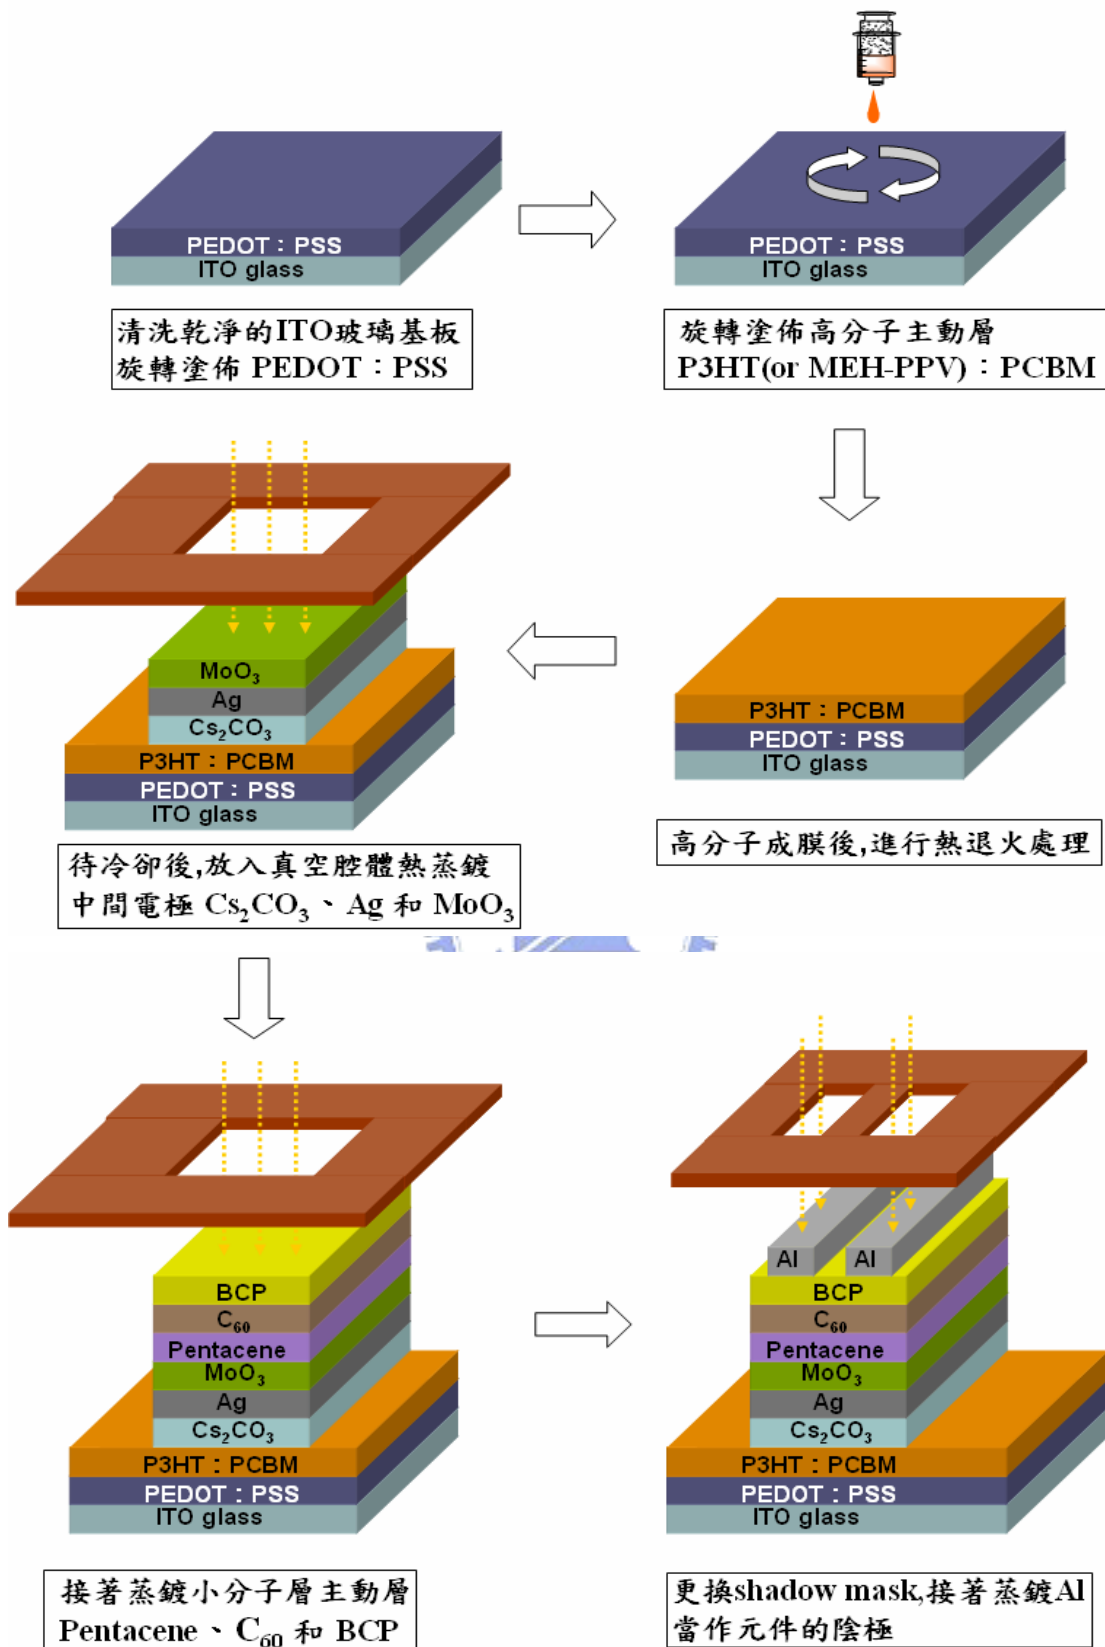 PEDOT：PSS
ITO glass
清洗乾淨的ITO玻璃基板
旋轉塗佈 PEDOT：PSS
PEDOT：PSS
ITO glass
旋轉塗佈高分子主動層
P3HT(or MEH-PPV)：PCBM
P3HT：PCBM
PEDOT：PSS
ITO glass
高分子成膜後,進行熱退火處理
MoO₃
Ag
Cs₂CO₃
P3HT：PCBM
PEDOT：PSS
ITO glass
待冷卻後,放入真空腔體熱蒸鍍
中間電極 Cs₂CO₃、Ag 和 MoO₃
BCP
C₆₀
Pentacene
MoO₃
Ag
Cs₂CO₃
P3HT：PCBM
PEDOT：PSS
ITO glass
接著蒸鍍小分子層主動層
Pentacene、C₆₀ 和 BCP
Al Al
BCP
C₆₀
Pentacene
MoO₃
Ag
Cs₂CO₃
P3HT：PCBM
PEDOT：PSS
ITO glass
更換shadow mask,接著蒸鍍Al
當作元件的陰極